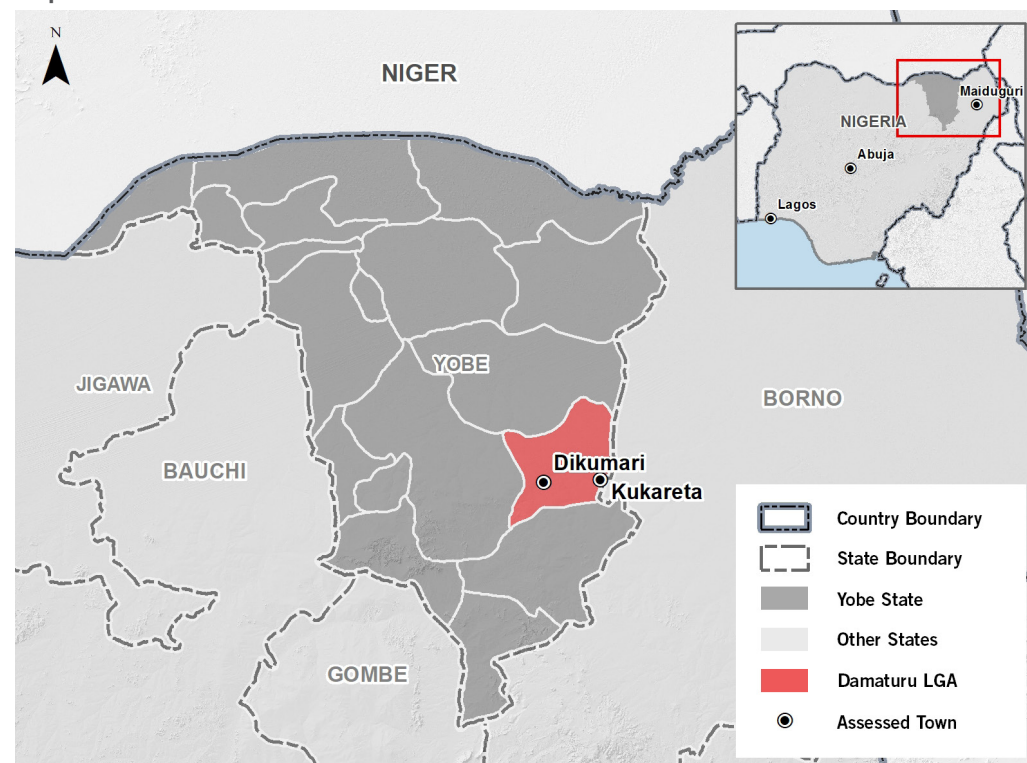 N
NIGER
Maiduguri
NIGERIA
Abuja
Lagos
YOBE
JIGAWA
BORNO
BAUCHI
Dikumari
Kukareta
GOMBE
Country Boundary
State Boundary
Yobe State
Other States
Damaturu LGA
Assessed Town